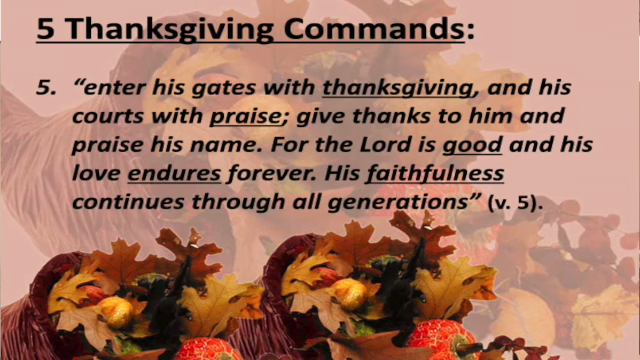 5 Thanksgiving Commands:
5. “enter his gates with thanksgiving, and his
courts with praise; give thanks to him and
praise his name. For the Lord is good and his
love endures forever. His faithfulness
continues through all generations” (v. 5).